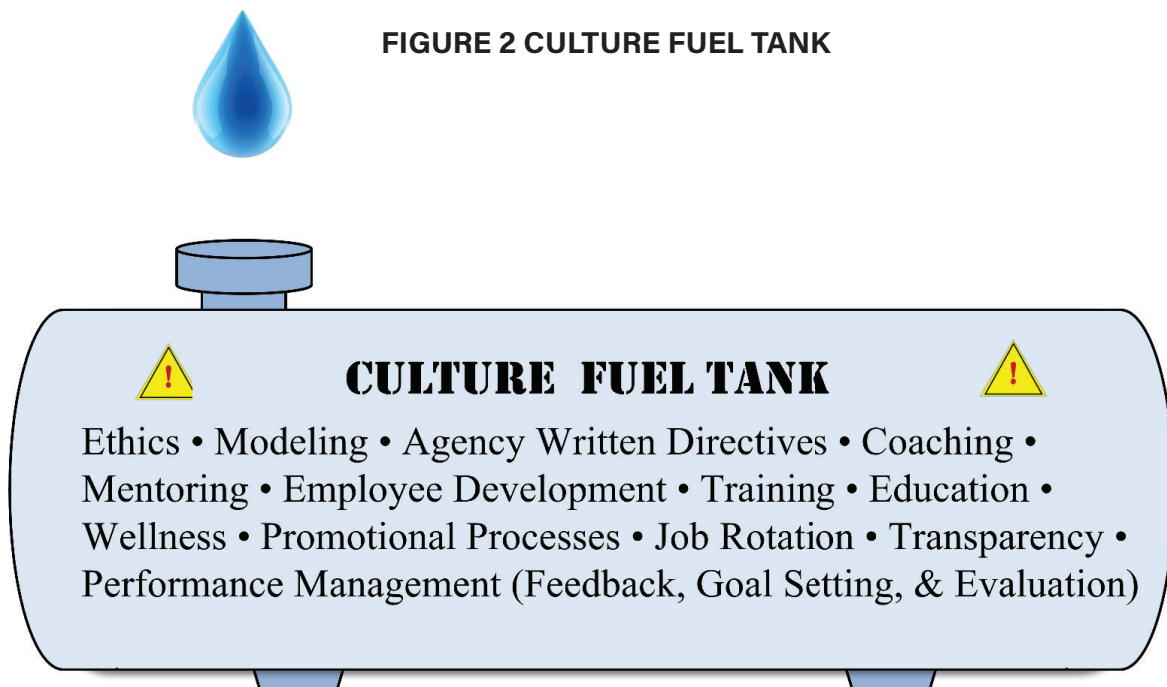 FIGURE 2 CULTURE FUEL TANK
! !
CULTURE FUEL TANK
Ethics • Modeling • Agency Written Directives • Coaching •
Mentoring • Employee Development • Training • Education •
Wellness • Promotional Processes • Job Rotation • Transparency •
Performance Management (Feedback, Goal Setting, & Evaluation)